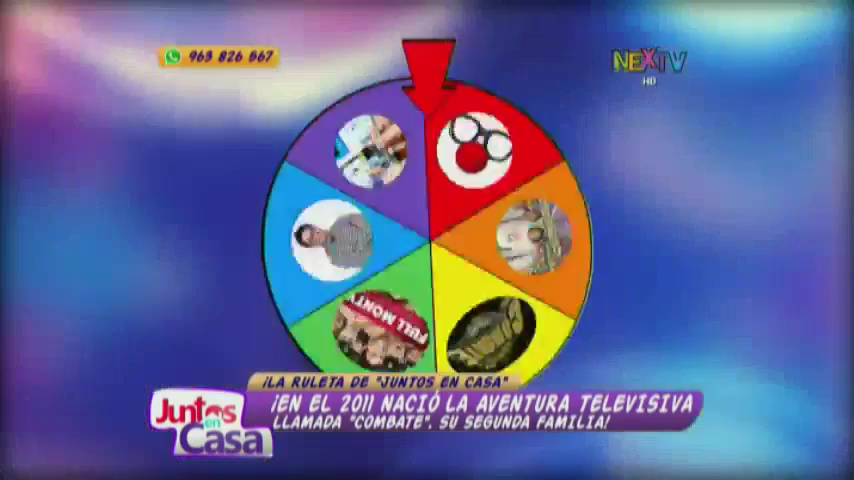 963 826 567
NEXTV
HD
FULL MONTY
¡LA RULETA DE "JUNTOS EN CASA"
¡EN EL 2011 NACIÓ LA AVENTURA TELEVISIVA
LLAMADA "COMBATE". SU SEGUNDA FAMILIA!
Juntos
en
Casa